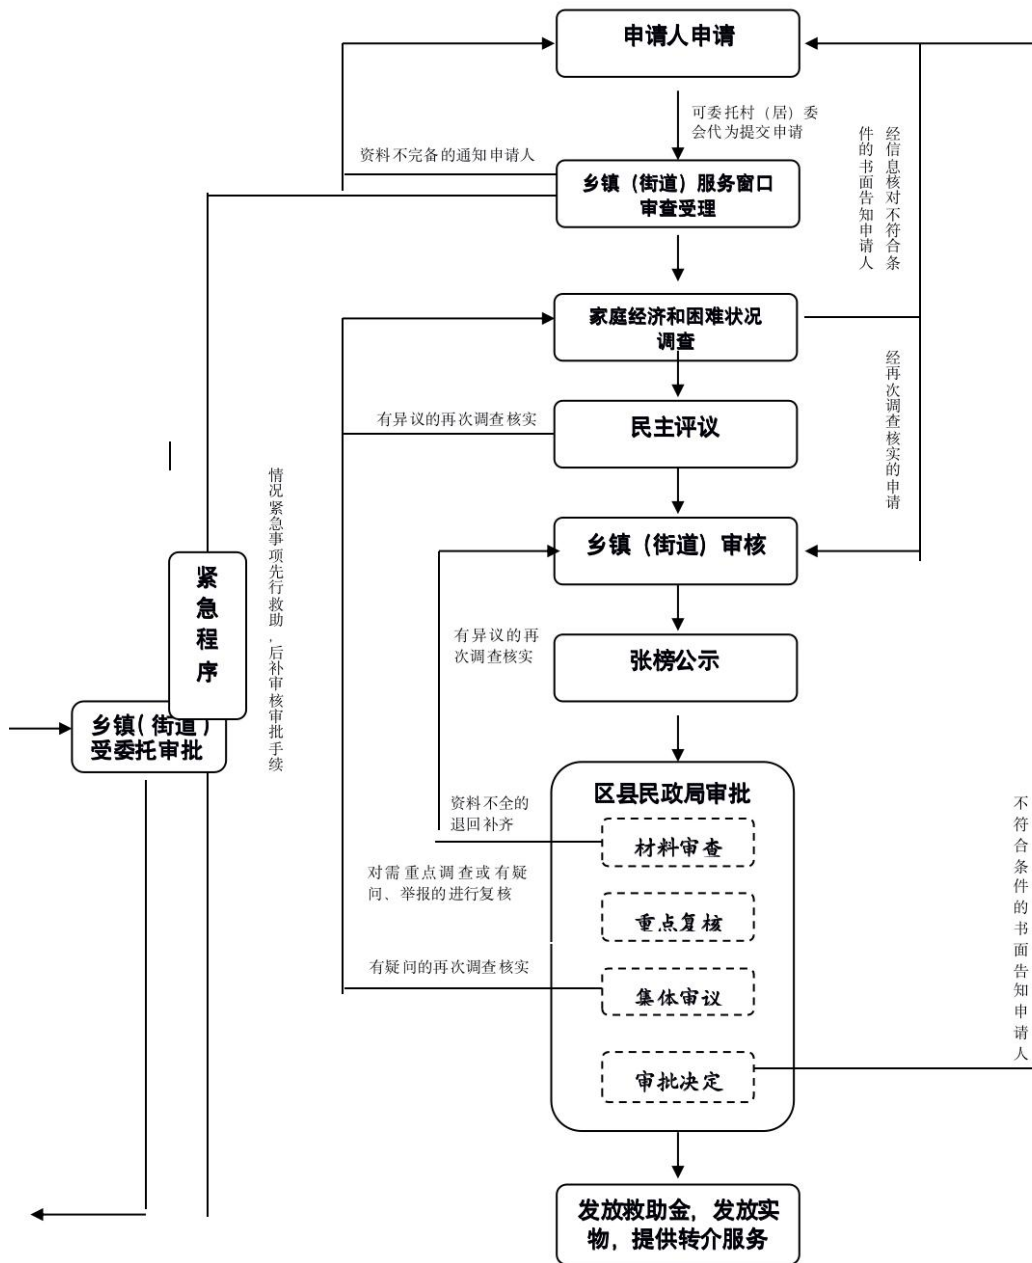 申请人申请
可委托村（居）委
会代为提交申请
资料不完备的通知申请人
乡镇（街道）服务窗口
审查受理
经信息核对不符合条
件的书面告知申请人
家庭经济和困难状况
调查
经再次调查核实的申请
有异议的再次调查核实
民主评议
情况紧急事项先行救助,后补审核审批手续
乡镇（街道）审核
紧急程序
有异议的再
次调查核实
张榜公示
乡镇（街道）
受委托审批
区县民政局审批
资料不全的
退回补齐
材料审查
对需重点调查或有疑
问、举报的进行复核
重点复核
有疑问的再次调查核实
集体审议
不符合条件的书面告知申请人
审批决定
发放救助金，发放实
物，提供转介服务